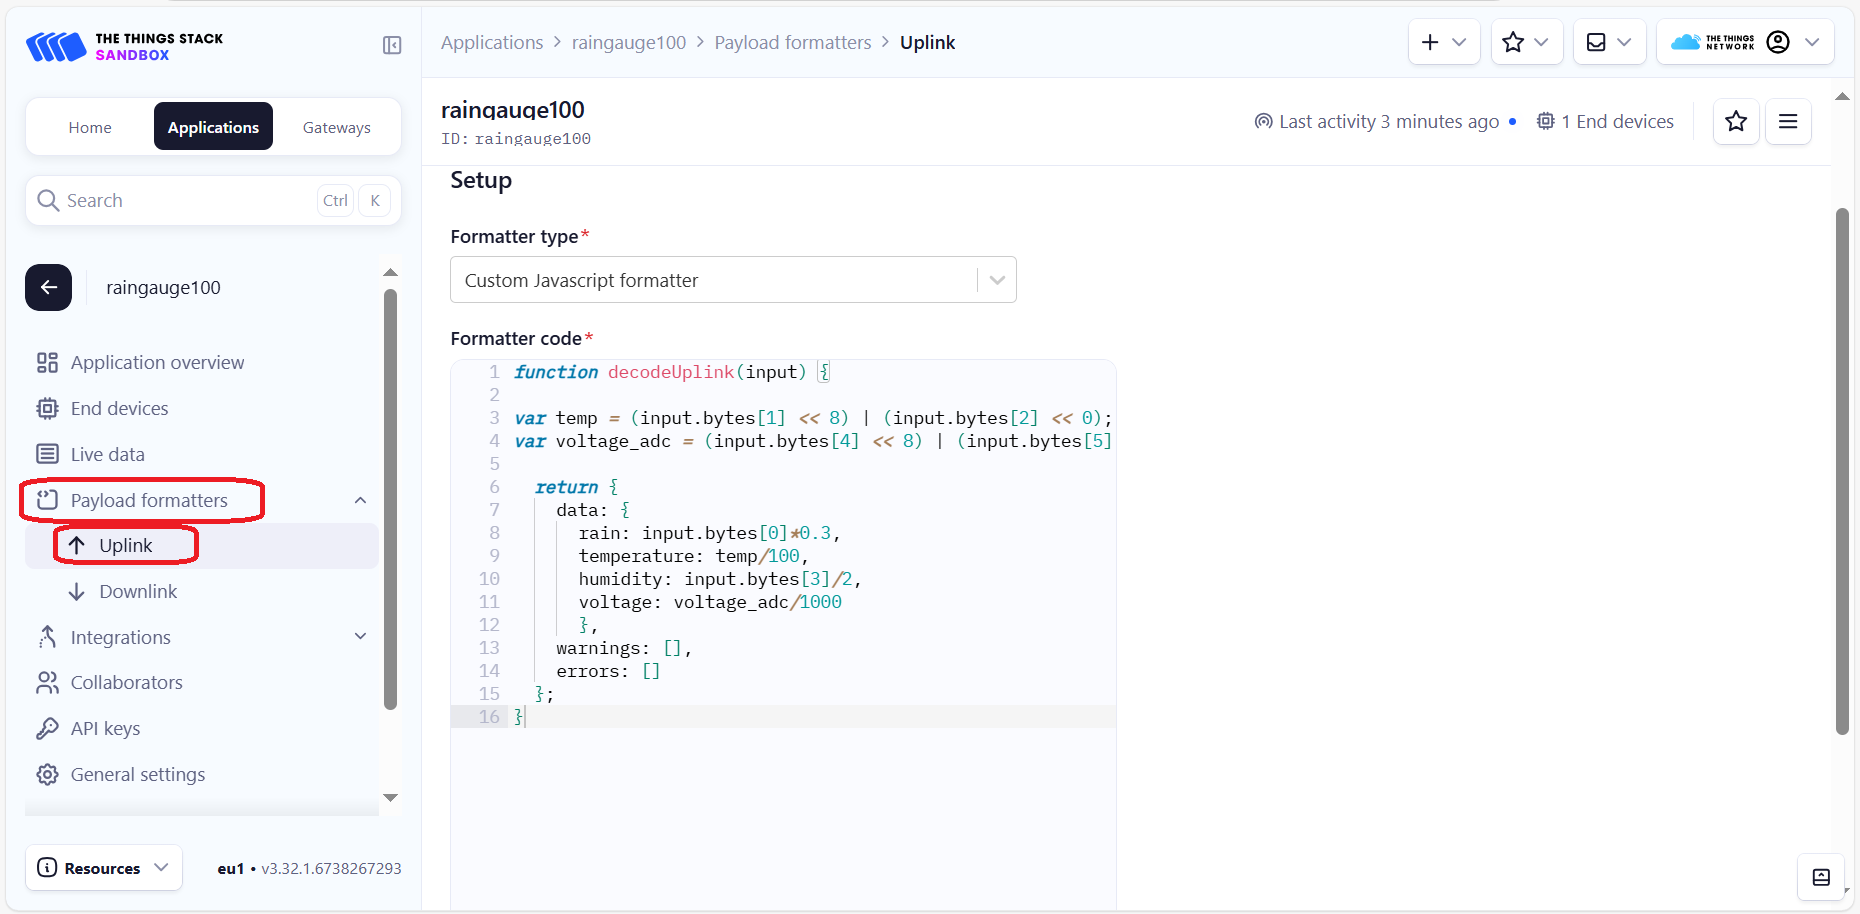 THE THINGS STACK
SANDBOX
Applications > raingauge100 > Payload formatters > Uplink
THE THINGS
NETWORK
Home
Applications
Gateways
Search
Ctrl
K
raingauge100
Application overview
End devices
Live data
Payload formatters
Uplink
Downlink
Integrations
Collaborators
API keys
General settings
Resources
eu1 • v3.32.1.6738267293
raingauge100
ID: raingauge100
Last activity 3 minutes ago
1 End devices
Setup
Formatter type*
Custom Javascript formatter
Formatter code*
1 function decodeUplink(input) {
2
3 var temp = (input.bytes[1] << 8) | (input.bytes[2] << 0);
4 var voltage_adc = (input.bytes[4] << 8) | (input.bytes[5]
5
6 return {
7 data: {
8 rain: input.bytes[0]*0.3,
9 temperature: temp/100,
10 humidity: input.bytes[3]/2,
11 voltage: voltage_adc/1000
12 },
13 warnings: [],
14 errors: []
15 };
16 }